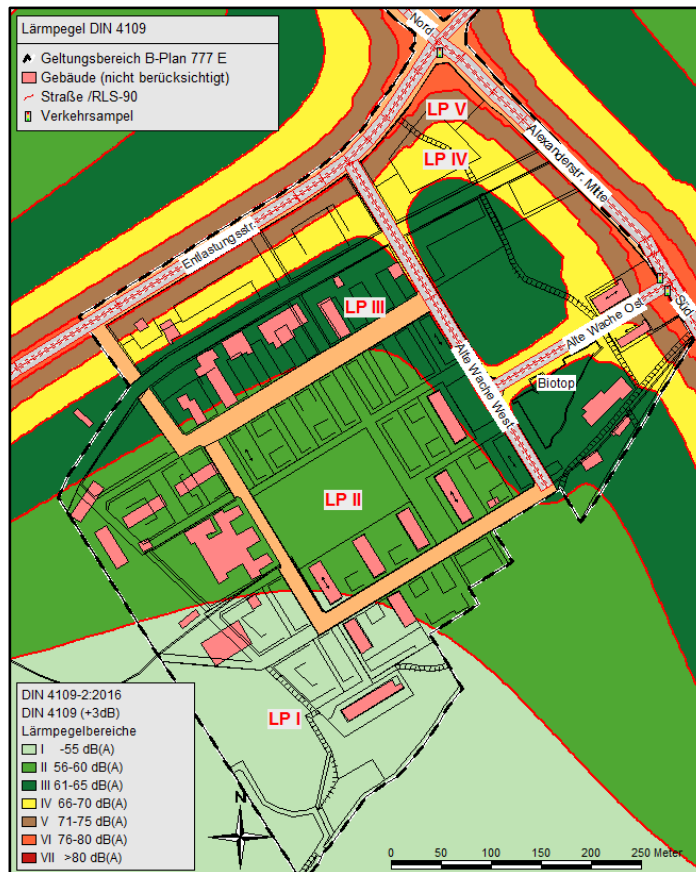 Lärmpegel DIN 4109
Geltungsbereich B-Plan 777 E
Gebäude (nicht berücksichtigt)
Straße /RLS-90
Verkehrsampel
Nord
LP V
LP IV
Alexanderstr. Mitte
Entlastungsstr.
LP III
Süd
Alte Wache Ost
Alte Wache West
Biotop
LP II
LP I
DIN 4109-2:2016
DIN 4109 (+3dB)
Lärmpegelbereiche
I -55 dB(A)
II 56-60 dB(A)
III 61-65 dB(A)
IV 66-70 dB(A)
V 71-75 dB(A)
VI 76-80 dB(A)
VII >80 dB(A)
N
0 50 100 150 200 250 Meter